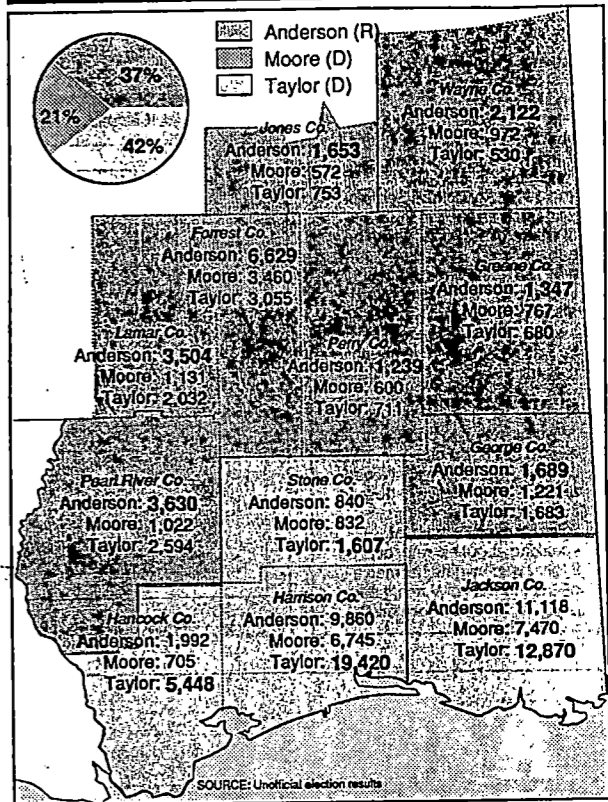 Anderson (R)
Moore (D)
Taylor (D)
37%
21%
42%
Wayne Co.
Anderson: 2,122
Moore: 972
Taylor: 530
Jones Co.
Anderson: 1,653
Moore: 572
Taylor: 753
Forrest Co.
Anderson: 6,629
Moore: 3,460
Taylor: 3,055
Greene Co.
Anderson: 1,347
Moore: 767
Taylor: 680
Lamar Co.
Anderson: 3,504
Moore: 1,131
Taylor: 2,032
Perry Co.
Anderson: 1,239
Moore: 600
Taylor: 711
George Co.
Anderson: 1,689
Moore: 1,221
Taylor: 1,683
Pearl River Co.
Anderson: 3,630
Moore: 1,022
Taylor: 2,594
Stone Co.
Anderson: 840
Moore: 832
Taylor: 1,607
Jackson Co.
Anderson: 11,118
Moore: 7,470
Taylor: 12,870
Harrison Co.
Anderson: 9,860
Moore: 6,745
Taylor: 19,420
Hancock Co.
Anderson: 1,992
Moore: 705
Taylor: 5,448
SOURCE: Unofficial election results